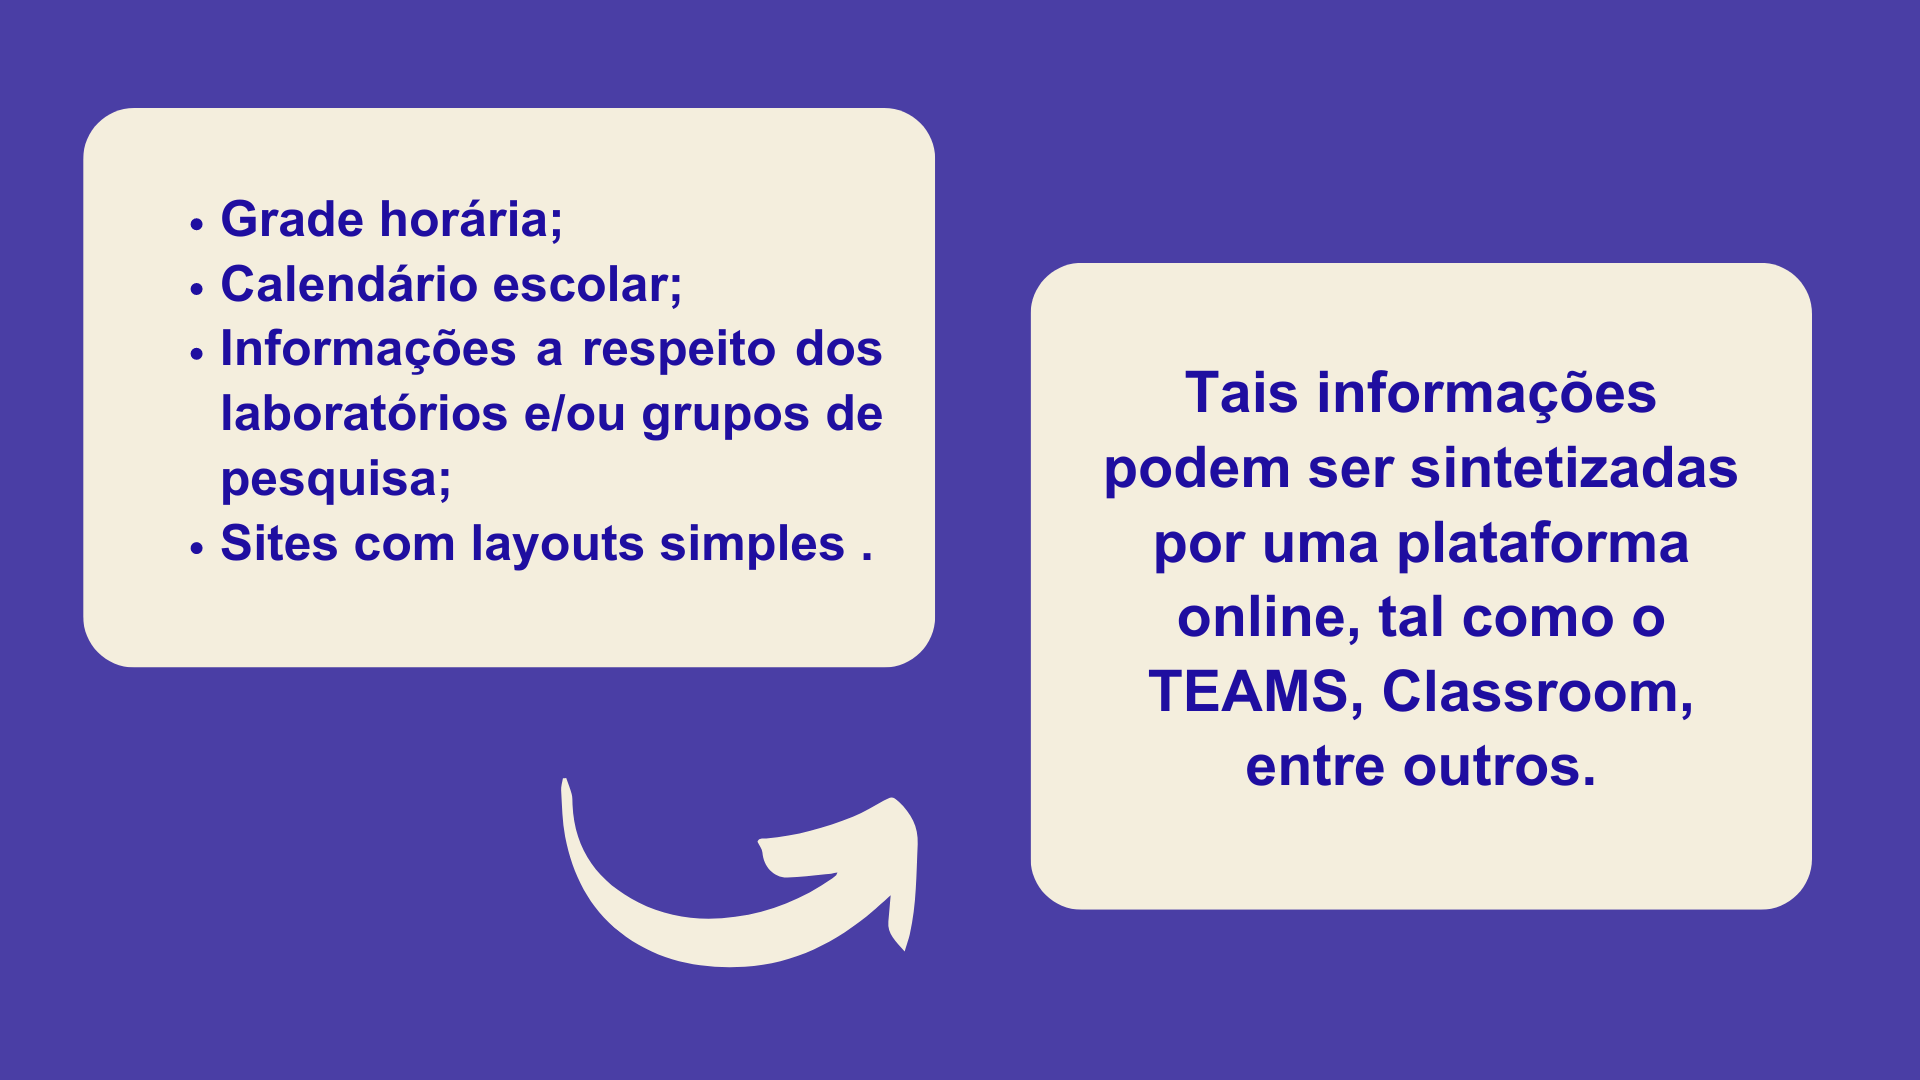 • Grade horária;
• Calendário escolar;
• Informações a respeito dos
laboratórios e/ou grupos de
pesquisa;
• Sites com layouts simples .
Tais informações
podem ser sintetizadas
por uma plataforma
online, tal como o
TEAMS, Classroom,
entre outros.